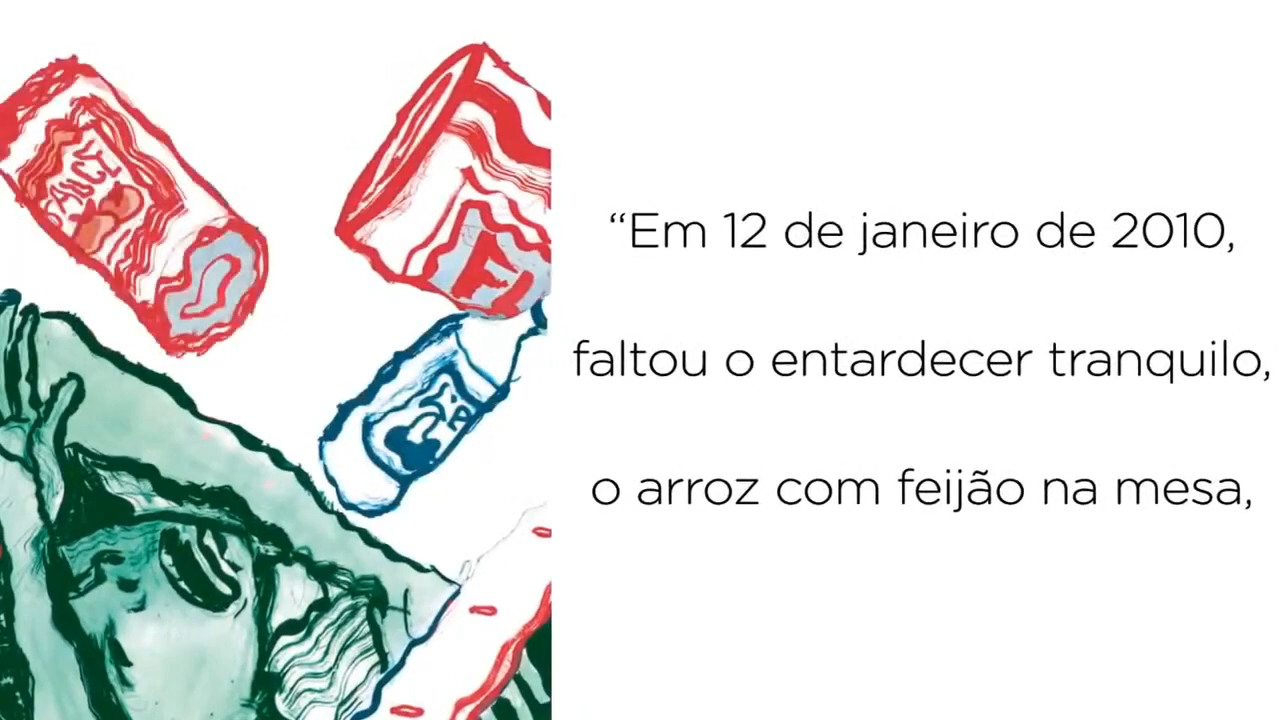 “Em 12 de janeiro de 2010,
faltou o entardecer tranquilo,
o arroz com feijão na mesa,